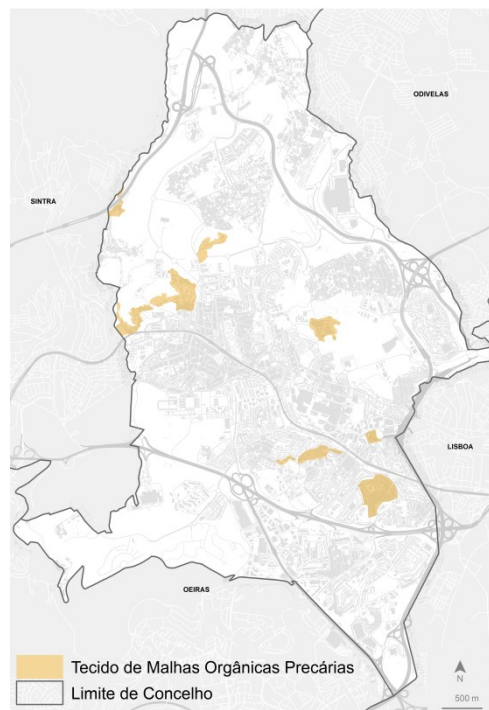 ODIVELAS
SINTRA
LISBOA
OEIRAS
Tecido de Malhas Orgânicas Precárias
Limite de Concelho
N
500 m